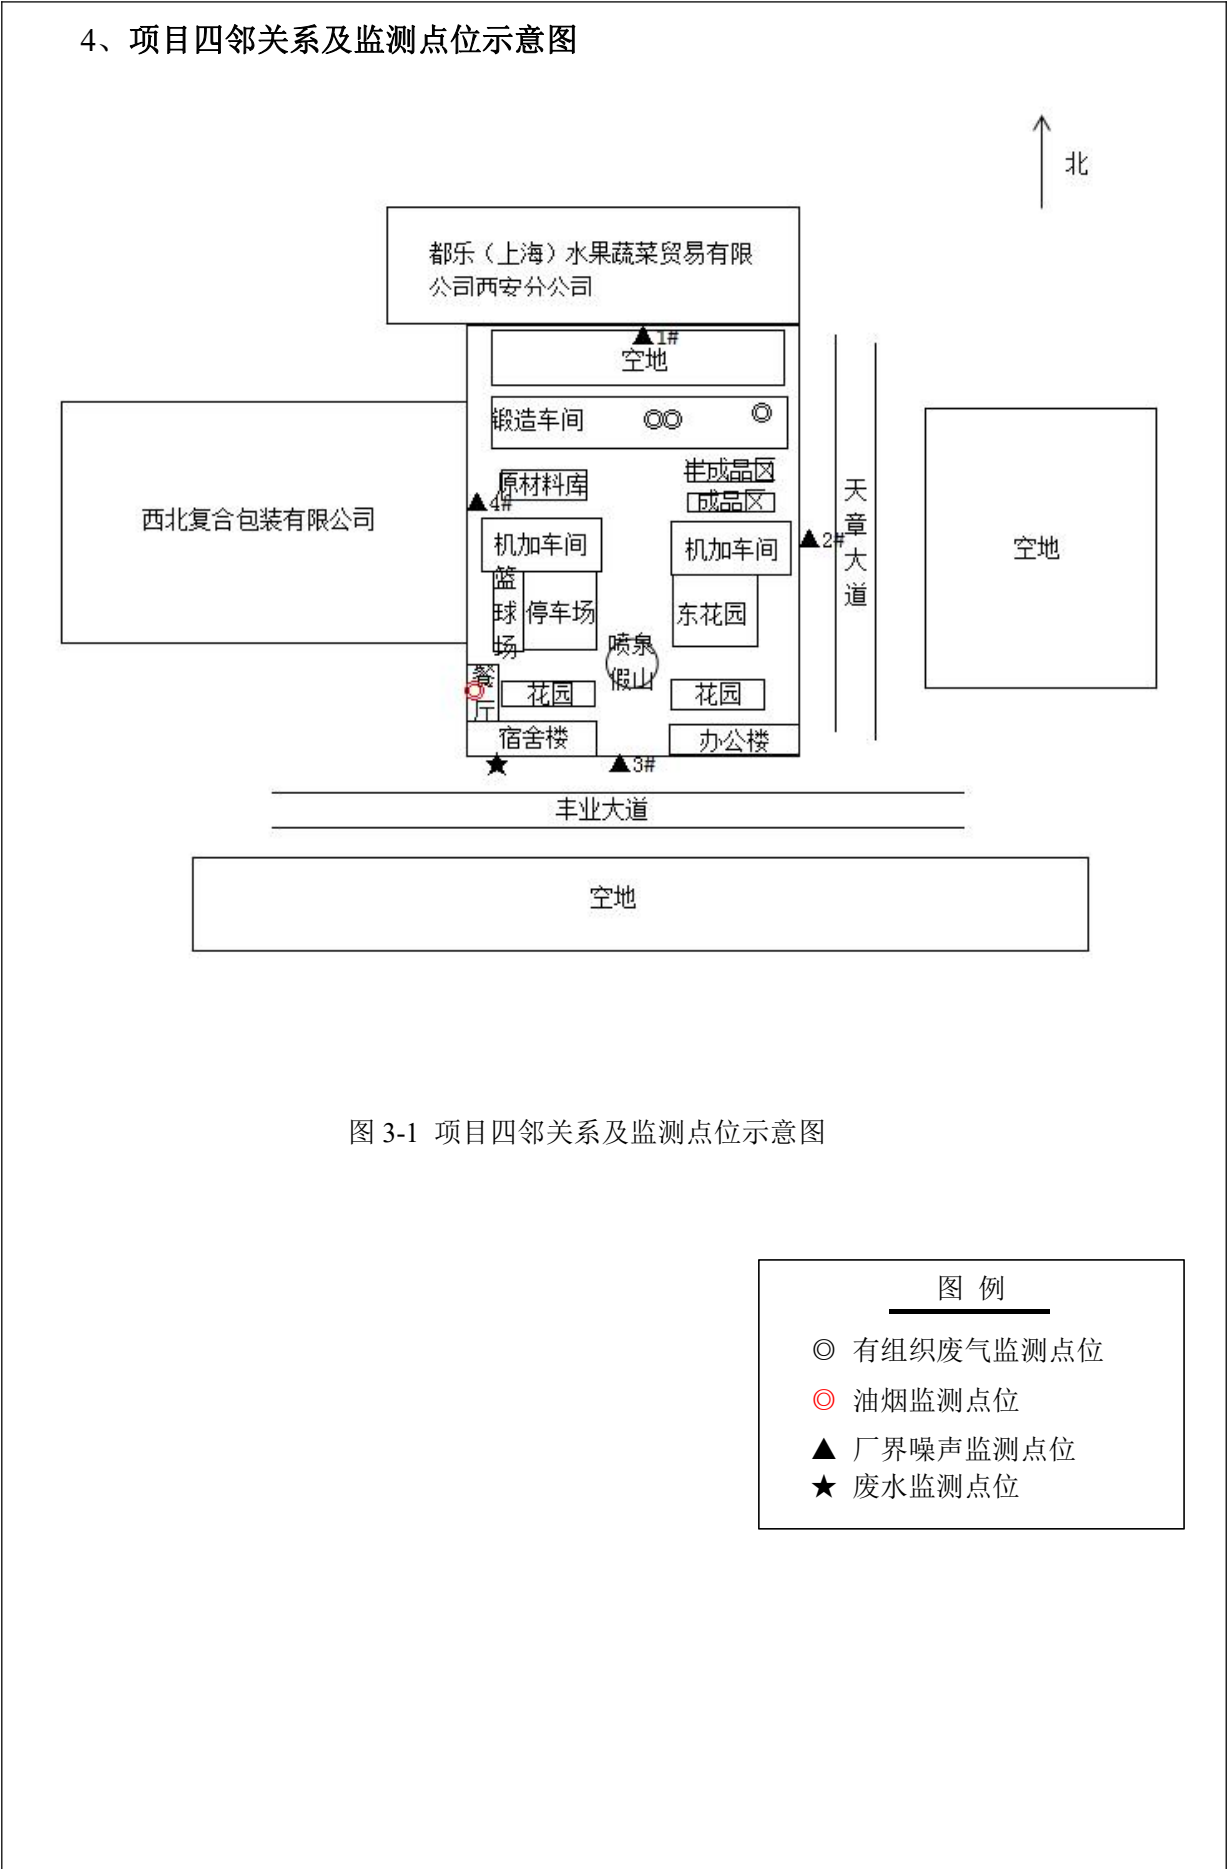 4、项目四邻关系及监测点位示意图
北
都乐（上海）水果蔬菜贸易有限
公司西安分公司
▲1#
空地
锻造车间 ◎◎ ◎
半成品区
原材料库
成品区
▲4#
西北复合包装有限公司
机加车间
机加车间
▲2#
天章大道
空地
篮球场
停车场
东花园
喷泉
假山
餐厅
◎
花园
花园
宿舍楼
办公楼
★
▲3#
丰业大道
空地
图 3-1 项目四邻关系及监测点位示意图
图 例
◎ 有组织废气监测点位
◎ 油烟监测点位
▲ 厂界噪声监测点位
★ 废水监测点位